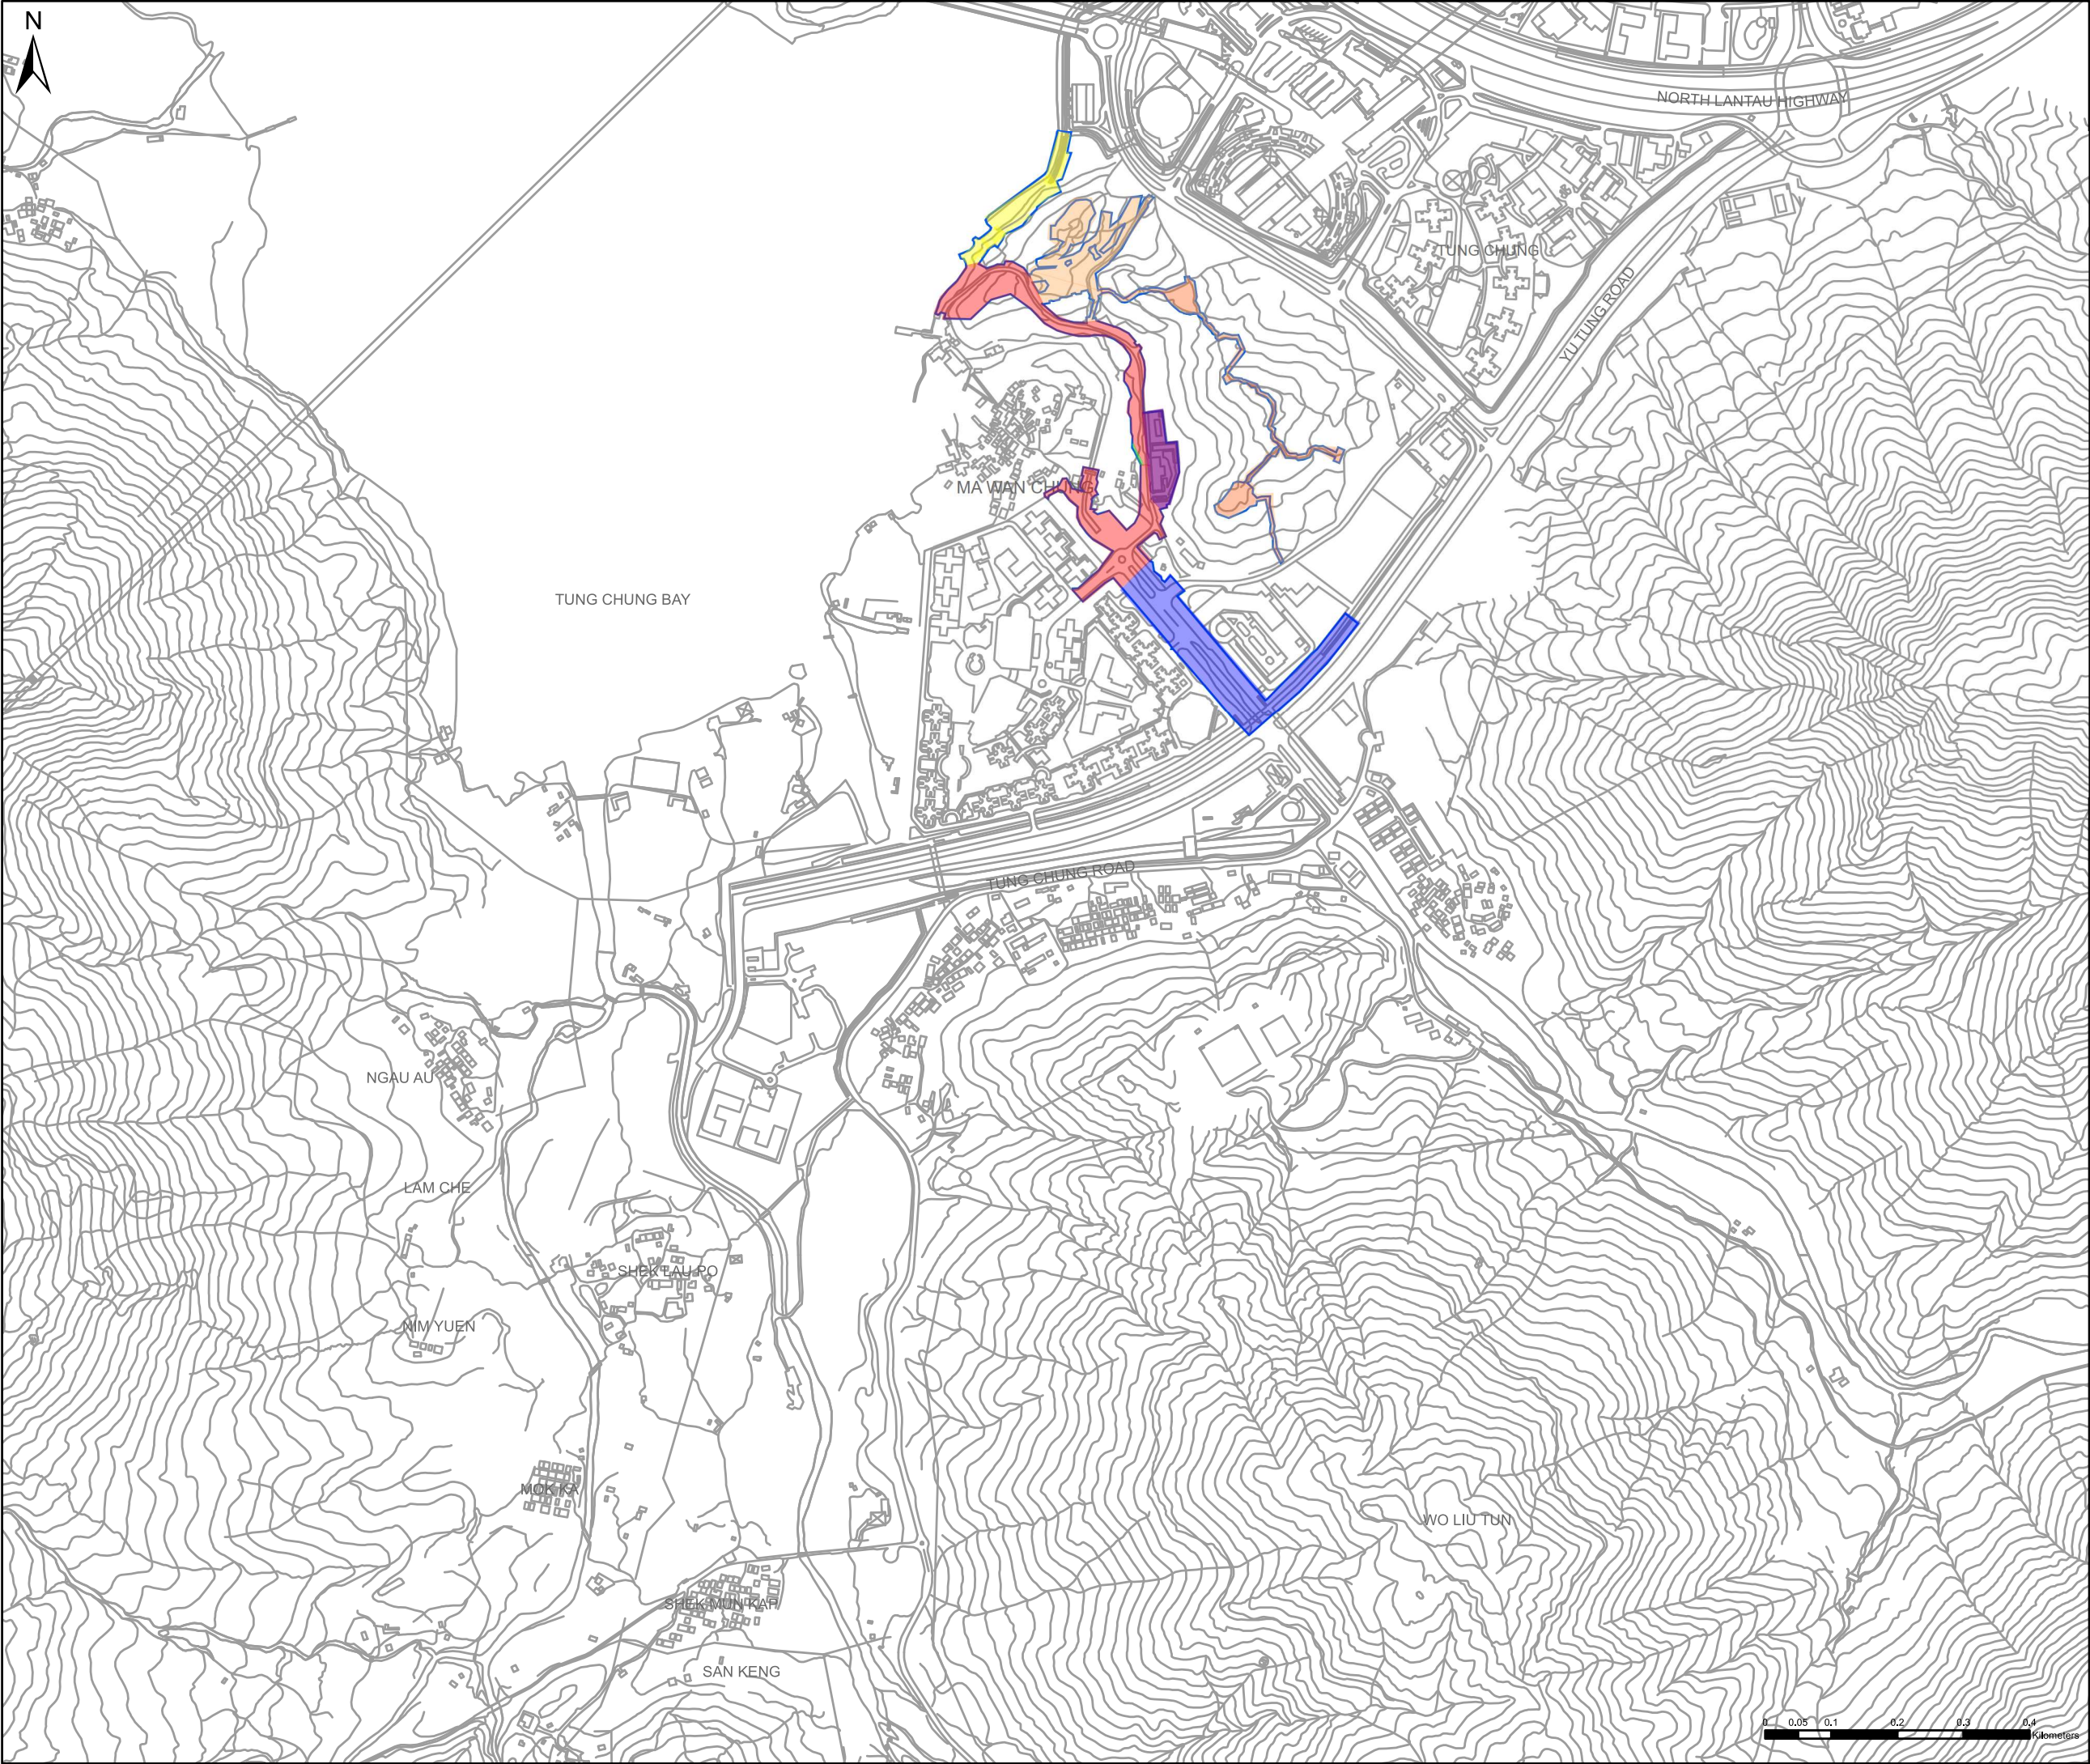 N
NORTH LANTAU HIGHWAY
TUNG CHUNG
YU TUNG ROAD
MA WAN CHUNG
TUNG CHUNG BAY
TUNG CHUNG ROAD
NGAU AU
LAM CHE
SHEK LAU PO
NIM YUEN
MOK KA
WO LIU TUN
SHEK MUN KAP
SAN KENG
0 0.05 0.1 0.2 0.3 0.4
Kilometers